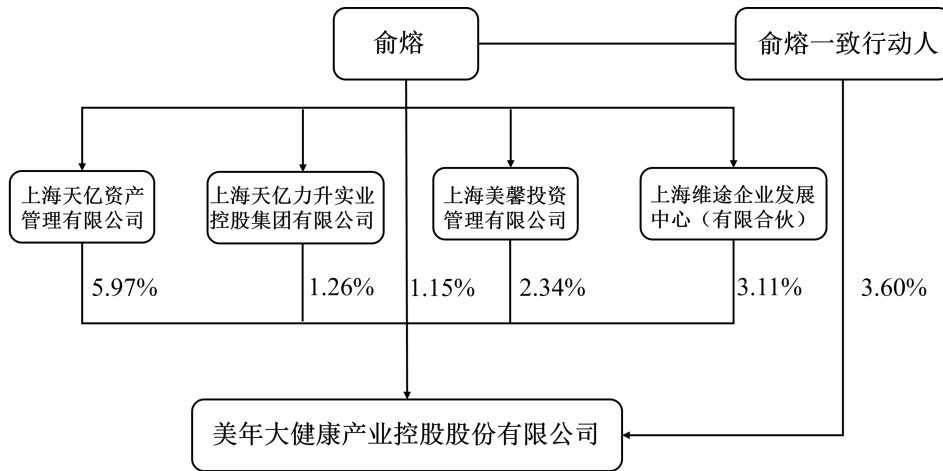 俞熔
俞熔一致行动人
上海天亿资产
管理有限公司
上海天亿力升实业
控股集团有限公司
上海美馨投资
管理有限公司
上海维途企业发展
中心（有限合伙）
5.97%
1.26%
1.15%
2.34%
3.11%
3.60%
美年大健康产业控股股份有限公司